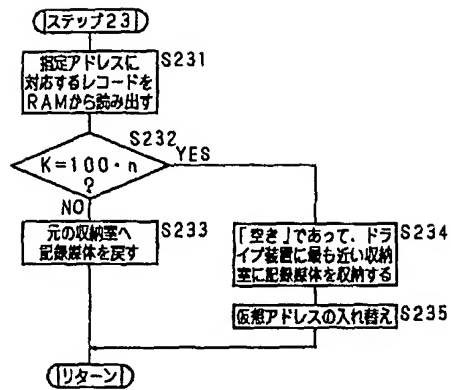 ステップ23
指定アドレスに
対応するレコードを
RAMから読み出す
S231
S232
K=100・n
?
YES
NO
元の収納室へ
記録媒体を戻す
S233
「空き」であって、ドラ
イブ装置に最も近い収納
室に記録媒体を収納する
S234
仮想アドレスの入れ替え
S235
リターン